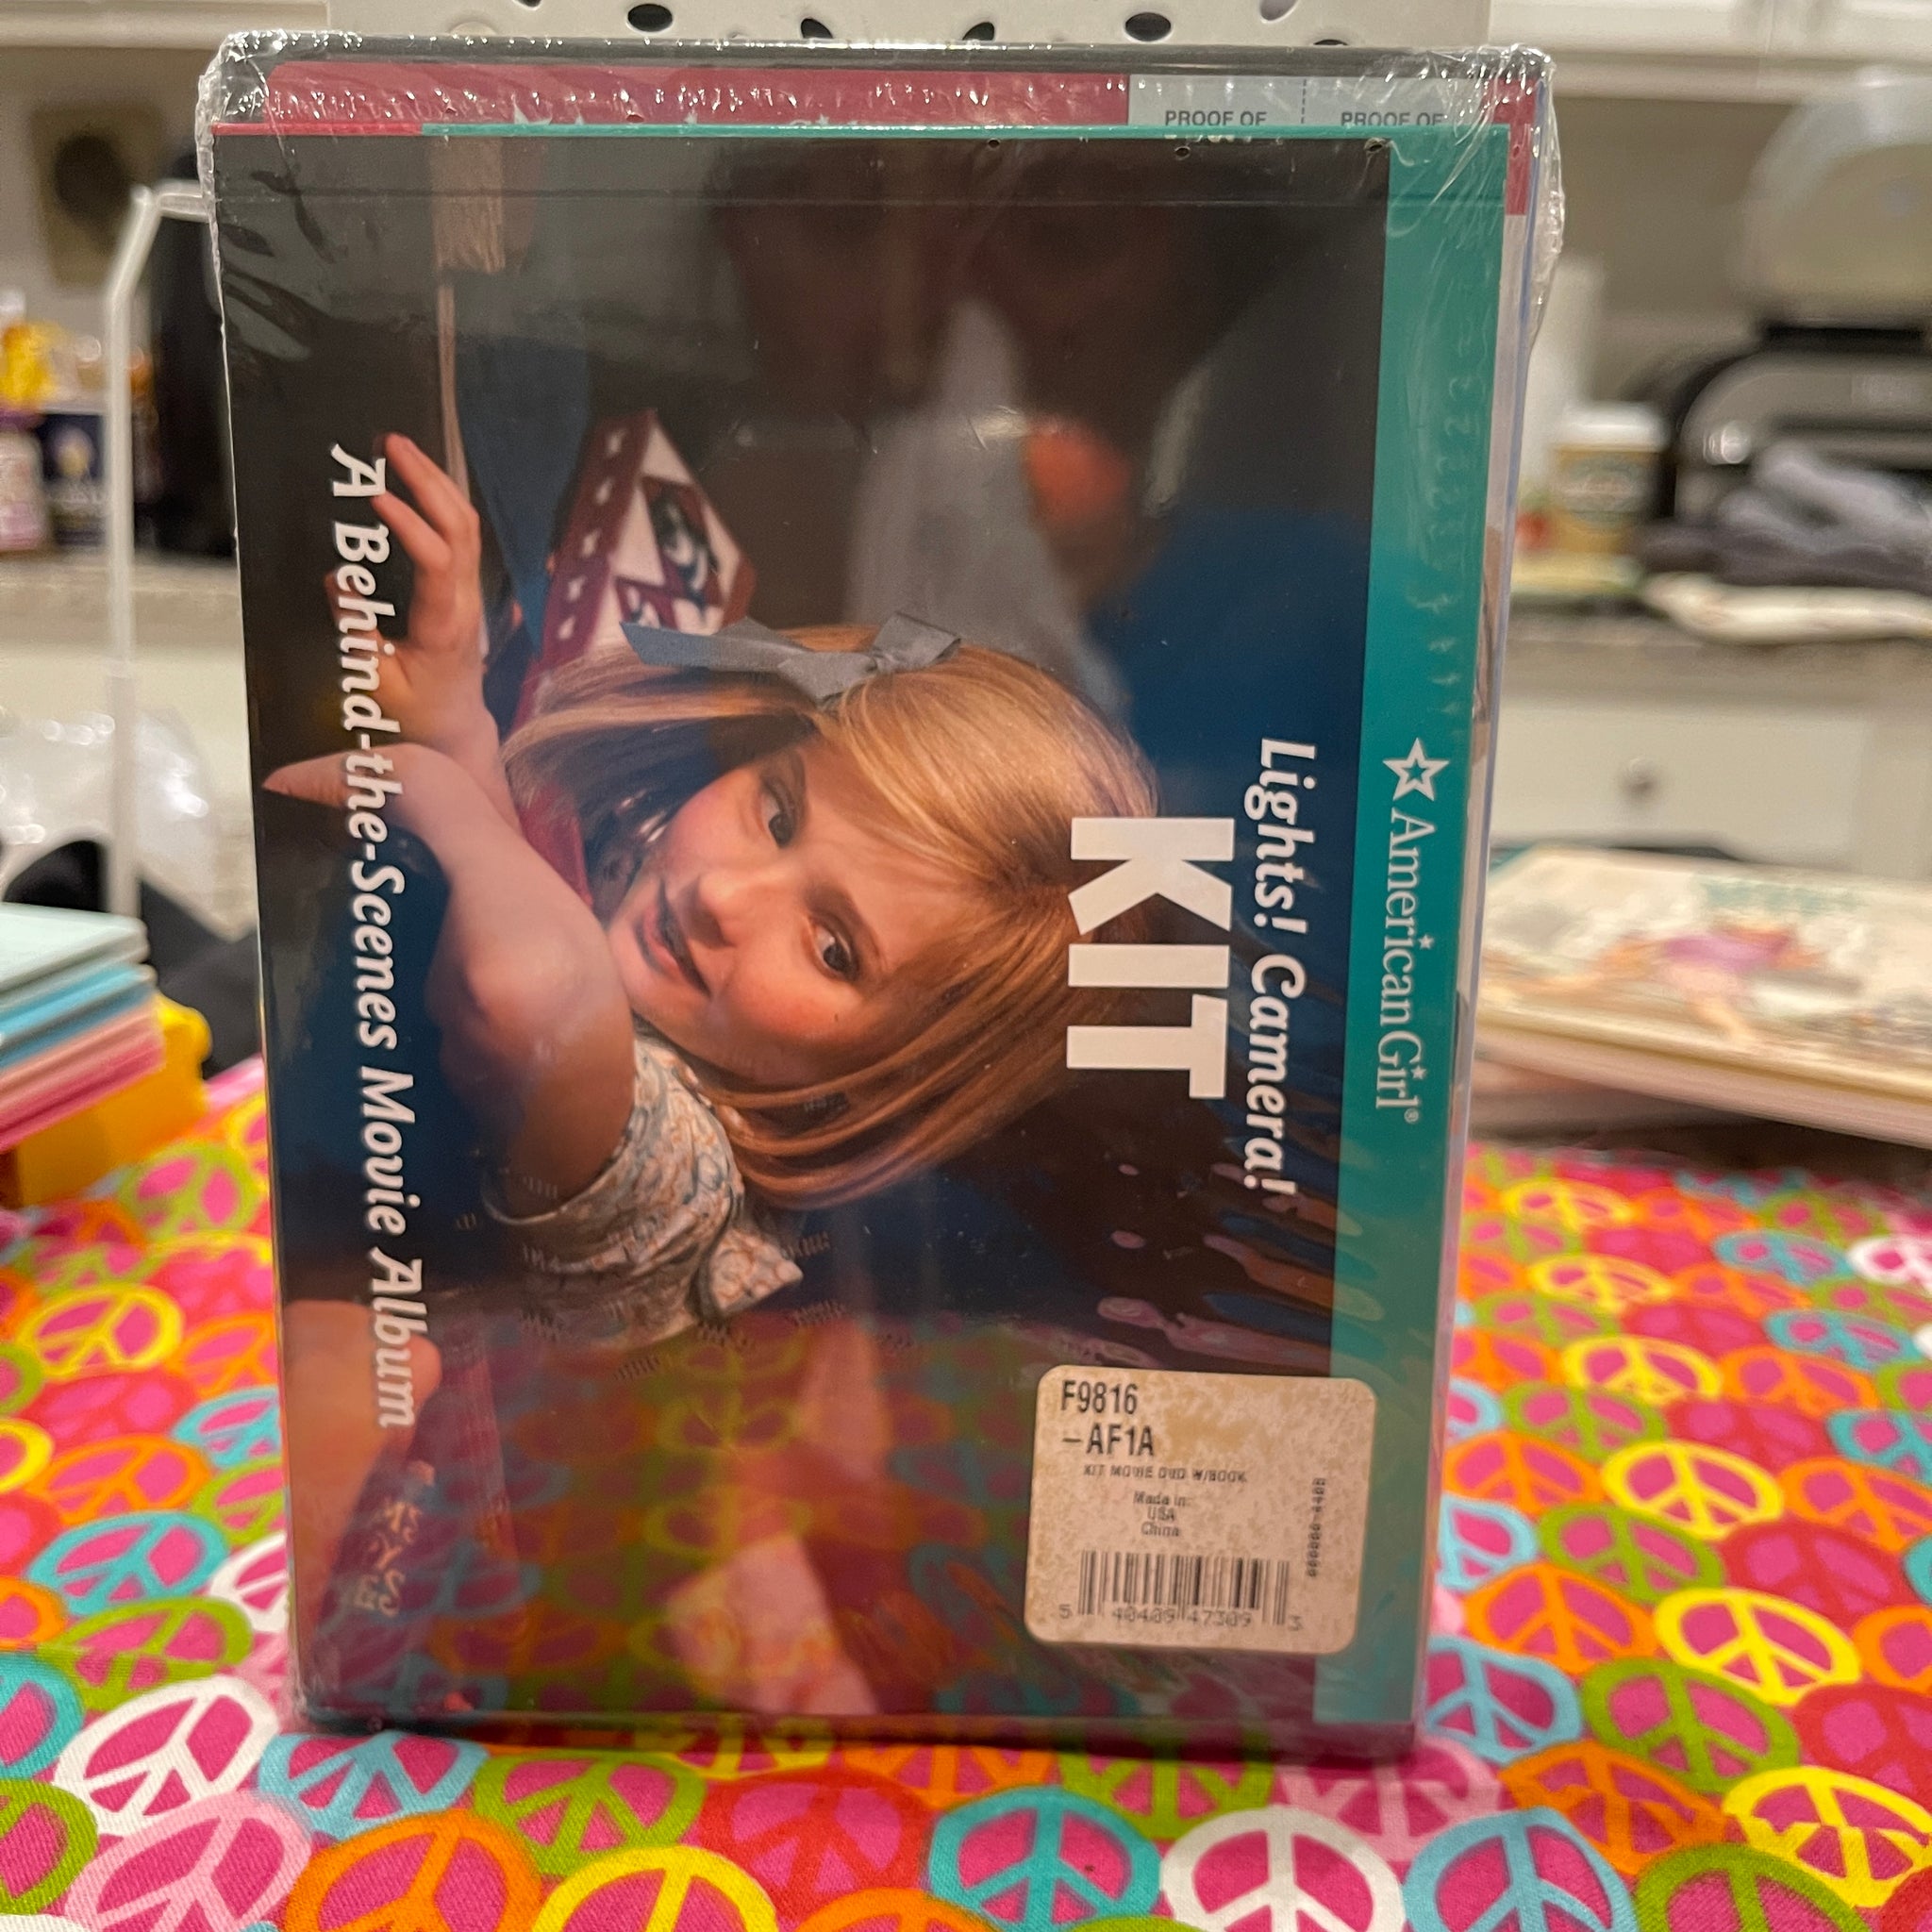 PROOF OF
PROOF OF
American Girl®
Lights! Camera!
KIT
A Behind-the-Scenes Movie Album
F9816
-AF1A
KIT MOVIE DVD W/BOOK
Made in:
USA
China
5 40409 47309 3